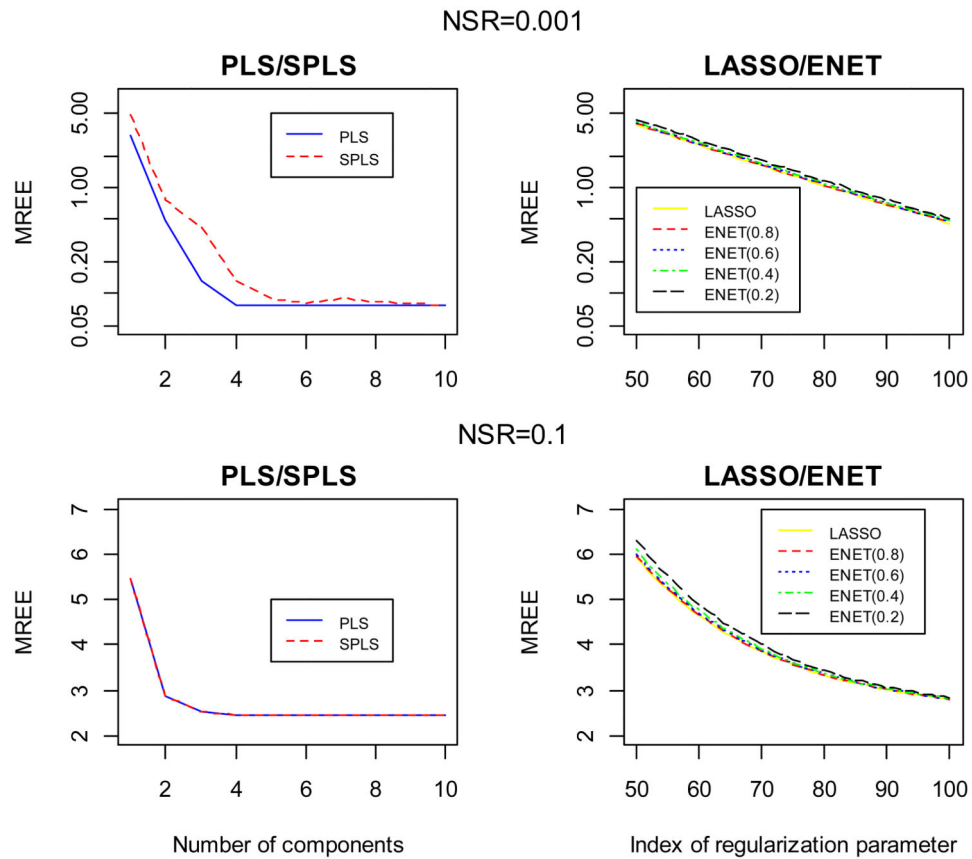 NSR=0.001
PLS/SPLS
MREE
5.00
1.00
0.20
0.05
PLS
SPLS
2 4 6 8 10
LASSO/ENET
MREE
5.00
1.00
0.20
0.05
LASSO
ENET(0.8)
ENET(0.6)
ENET(0.4)
ENET(0.2)
50 60 70 80 90 100
NSR=0.1
PLS/SPLS
MREE
7
6
5
4
3
2
PLS
SPLS
2 4 6 8 10
Number of components
LASSO/ENET
MREE
7
6
5
4
3
2
LASSO
ENET(0.8)
ENET(0.6)
ENET(0.4)
ENET(0.2)
50 60 70 80 90 100
Index of regularization parameter